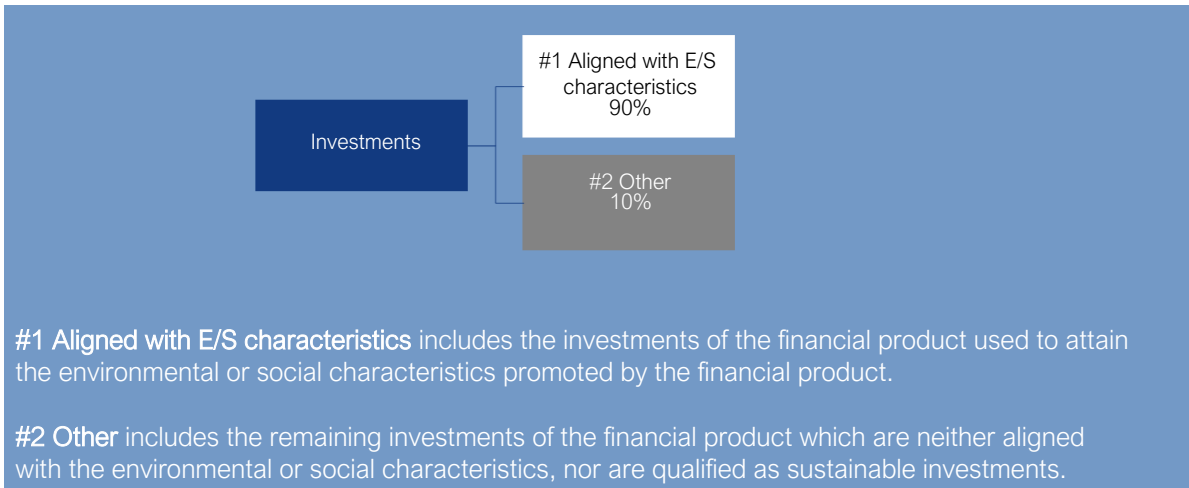 #1 Aligned with E/S
characteristics
90%
Investments
#2 Other
10%
#1 Aligned with E/S characteristics includes the investments of the financial product used to attain
the environmental or social characteristics promoted by the financial product.
#2 Other includes the remaining investments of the financial product which are neither aligned
with the environmental or social characteristics, nor are qualified as sustainable investments.